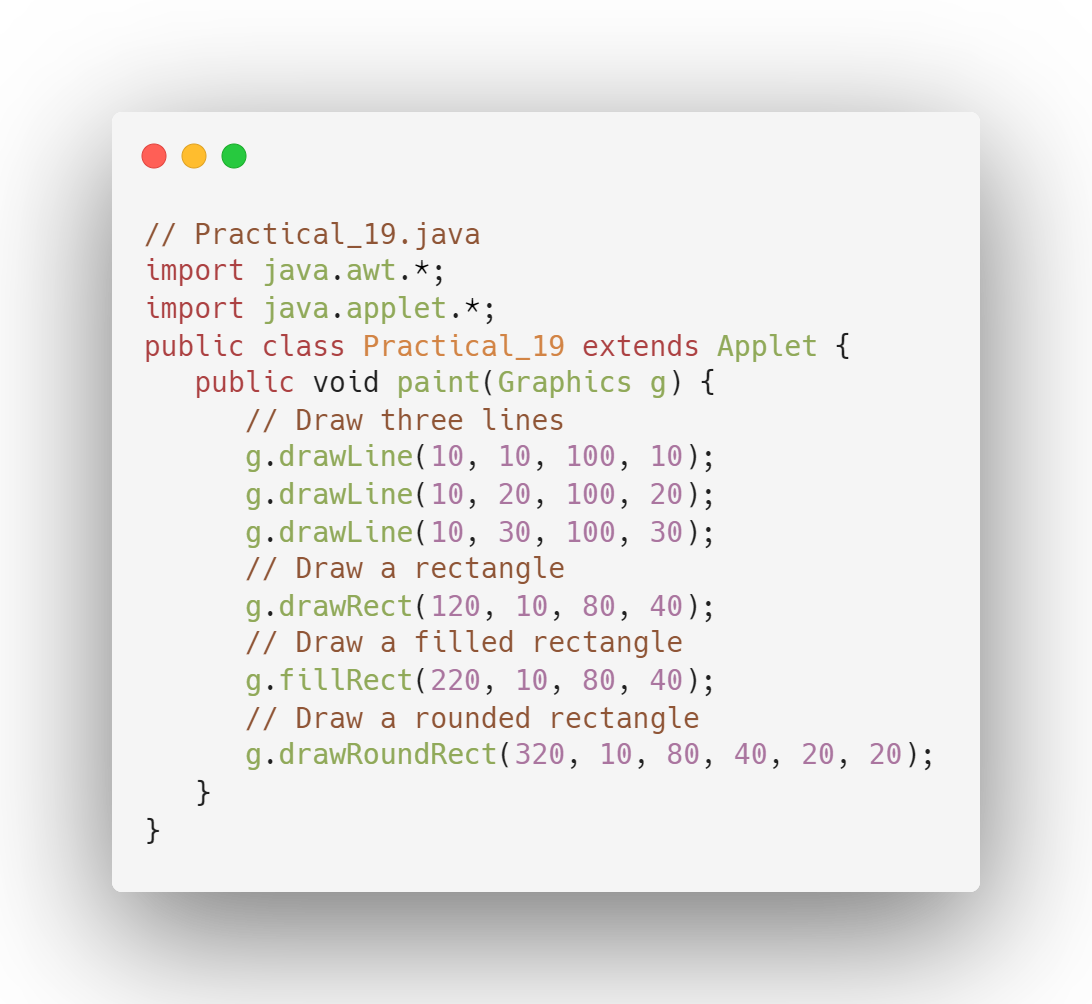 // Practical_19.java
import java.awt.*;
import java.applet.*;
public class Practical_19 extends Applet {
   public void paint(Graphics g) {
      // Draw three lines
      g.drawLine(10, 10, 100, 10);
      g.drawLine(10, 20, 100, 20);
      g.drawLine(10, 30, 100, 30);
      // Draw a rectangle
      g.drawRect(120, 10, 80, 40);
      // Draw a filled rectangle
      g.fillRect(220, 10, 80, 40);
      // Draw a rounded rectangle
      g.drawRoundRect(320, 10, 80, 40, 20, 20);
   }
}